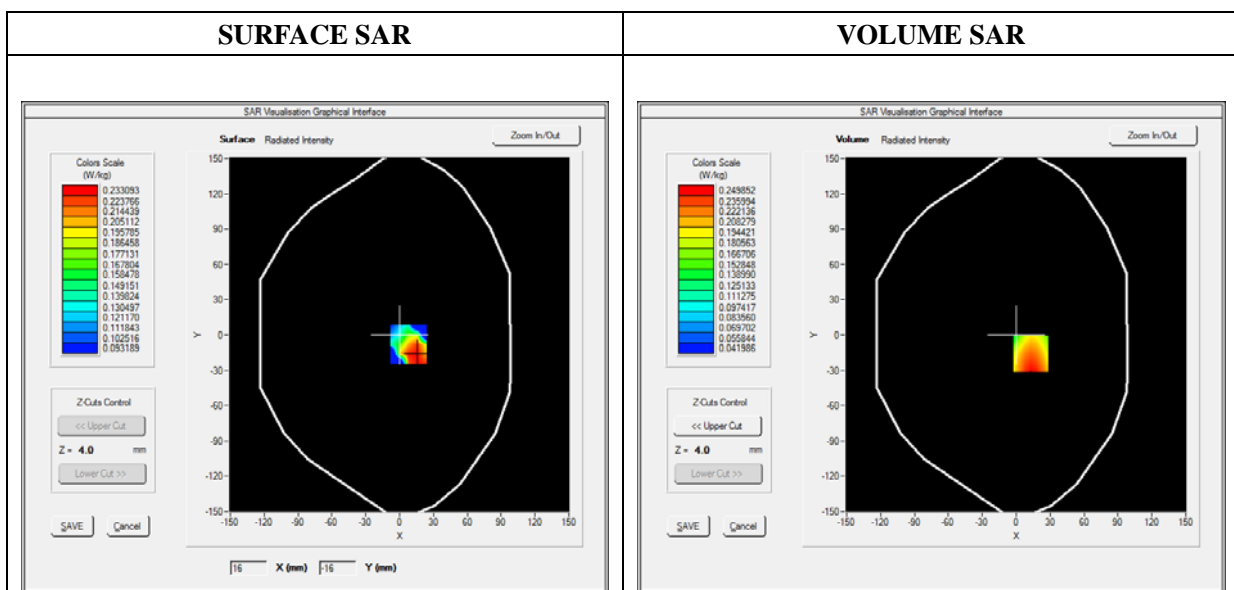 SURFACE SAR
VOLUME SAR
SAR Visualisation Graphical Interface
Surface Radiated Intensity
Zoom In/Out
Colors Scale
(W/kg)
0.233093
0.223766
0.214439
0.205112
0.195785
0.186458
0.177131
0.167804
0.158478
0.149151
0.139824
0.130497
0.121170
0.111843
0.102516
0.093189
Z-Cuts Control
<< Upper Cut
Z = 4.0 mm
Lower Cut >>
SAVE Cancel
150
120
90
60
30
0
-30
-60
-90
-120
-150
Y
-150 -120 -90 -60 -30 0 30 60 90 120 150
X
16 X (mm) -16 Y (mm)
SAR Visualisation Graphical Interface
Volume Radiated Intensity
Zoom In/Out
Colors Scale
(W/kg)
0.249852
0.235994
0.222136
0.208279
0.194421
0.180563
0.166706
0.152848
0.138990
0.125133
0.111275
0.097417
0.083560
0.069702
0.055844
0.041986
Z-Cuts Control
<< Upper Cut
Z = 4.0 mm
Lower Cut >>
SAVE Cancel
150
120
90
60
30
0
-30
-60
-90
-120
-150
Y
-150 -120 -90 -60 -30 0 30 60 90 120 150
X